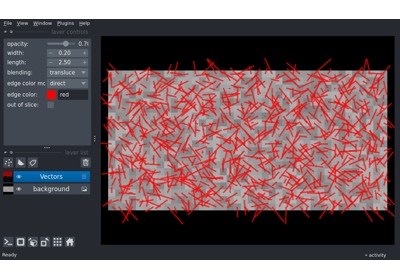 File View Window Plugins Help
layer controls
opacity: 0.7
width: 0.20
length: 2.50
blending: transluce
edge color mo direct
edge color: red
out of slice:
layer list
Vectors
background
Ready
activity